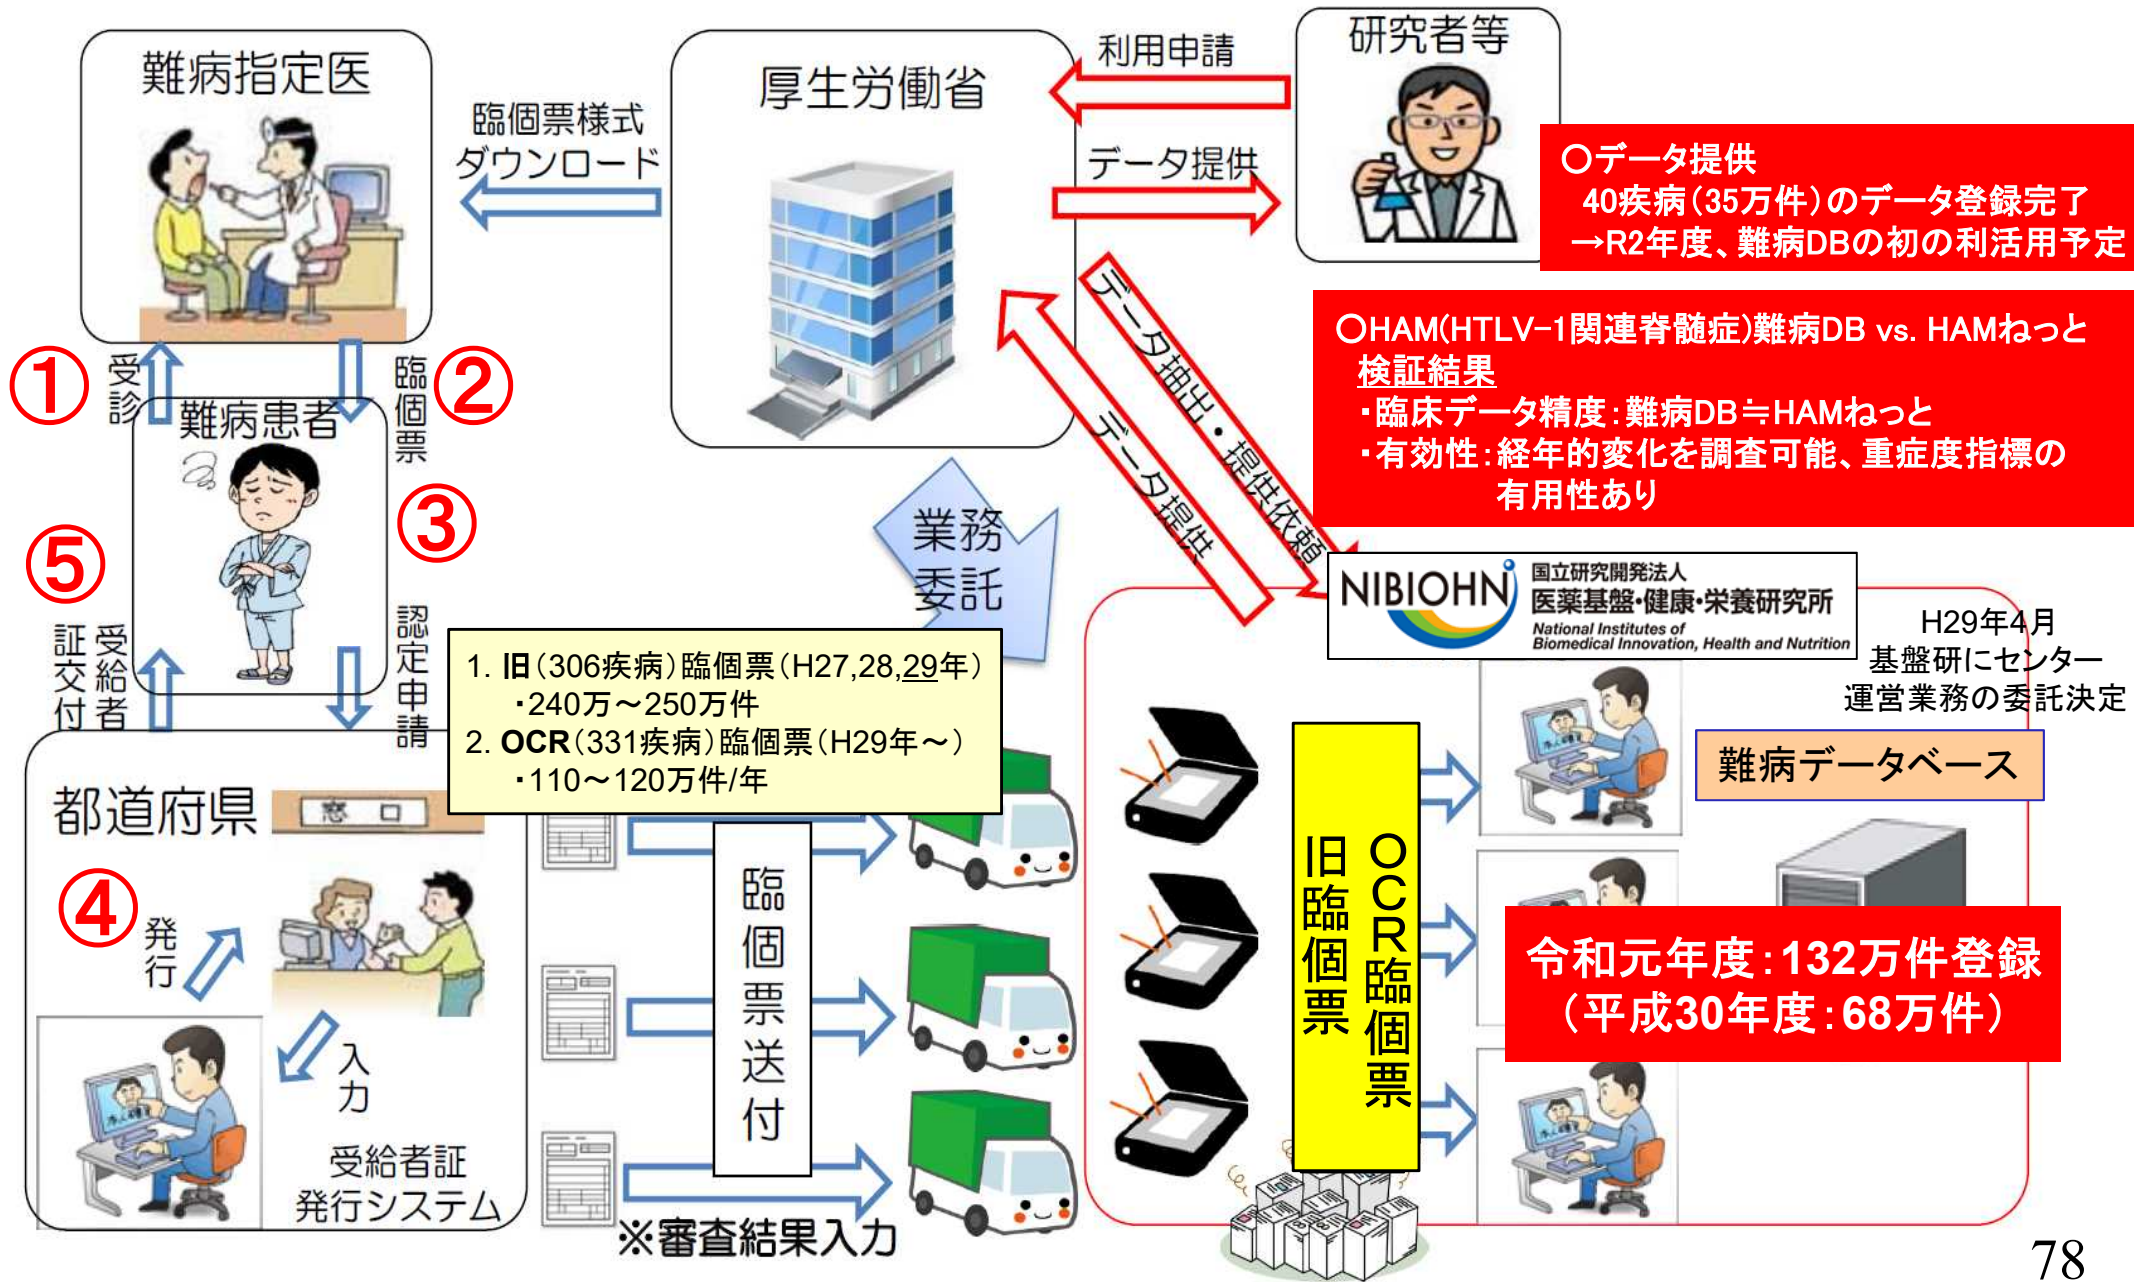 難病指定医
臨個票様式
ダウンロード
厚生労働省
利用申請
データ提供
研究者等
〇データ提供
40疾病(35万件)のデータ登録完了
→R2年度、難病DBの初の利活用予定
〇HAM(HTLV-1関連脊髄症)難病DB vs. HAMねっと
検証結果
・臨床データ精度:難病DB≒HAMねっと
・有効性:経年的変化を調査可能、重症度指標の
有用性あり
①
受診
臨個票
②
難病患者
③
認定申請
⑤
受給者
証交付
データ抽出・提供依頼
データ提供
業務
委託
NIBIOHN
国立研究開発法人
医薬基盤・健康・栄養研究所
National Institutes of
Biomedical Innovation, Health and Nutrition
H29年4月
基盤研にセンター
運営業務の委託決定
難病データベース
1. 旧(306疾病)臨個票(H27,28,29年)
・240万～250万件
2. OCR(331疾病)臨個票(H29年～)
・110～120万件/年
都道府県
窓口
④
発行
入力
受給者証
発行システム
臨個票送付
※審査結果入力
OCR臨個票
旧臨個票
令和元年度:132万件登録
(平成30年度:68万件)
78